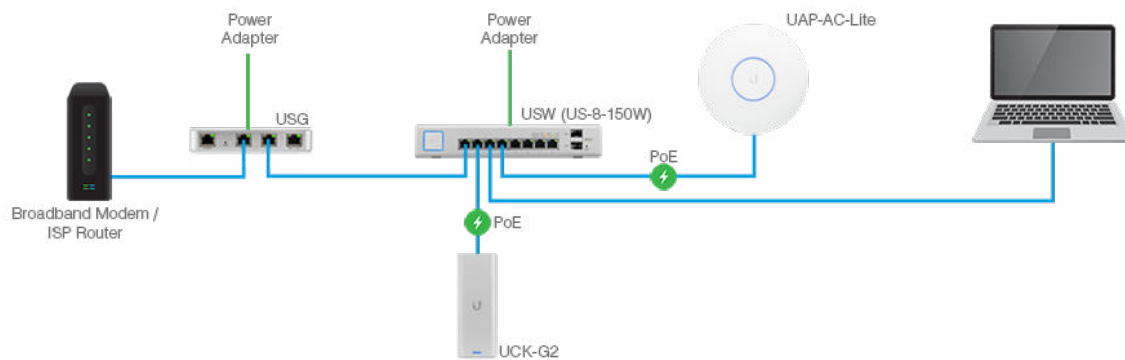 Power
Adapter
Power
Adapter
UAP-AC-Lite
USG
USW (US-8-150W)
PoE
Broadband Modem /
ISP Router
PoE
UCK-G2